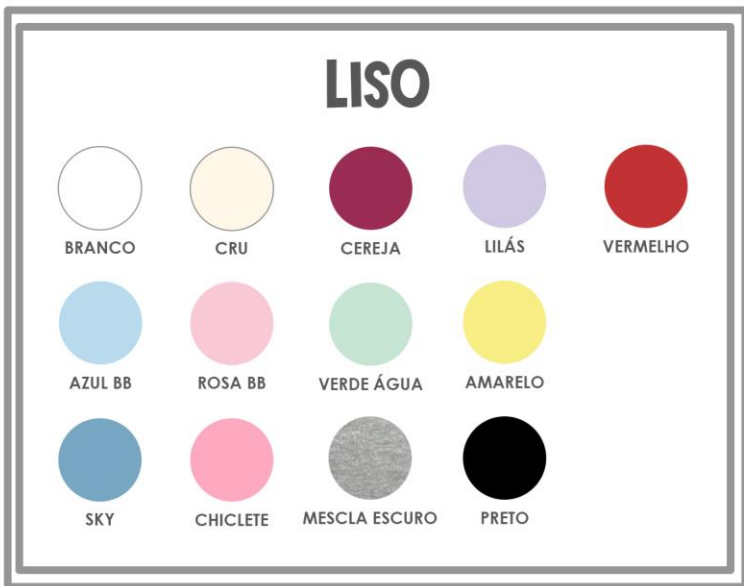 LISO
BRANCO CRU CEREJA LILÁS VERMELHO
AZUL BB ROSA BB VERDE ÁGUA AMARELO
SKY CHICLETE MESCLA ESCURO PRETO